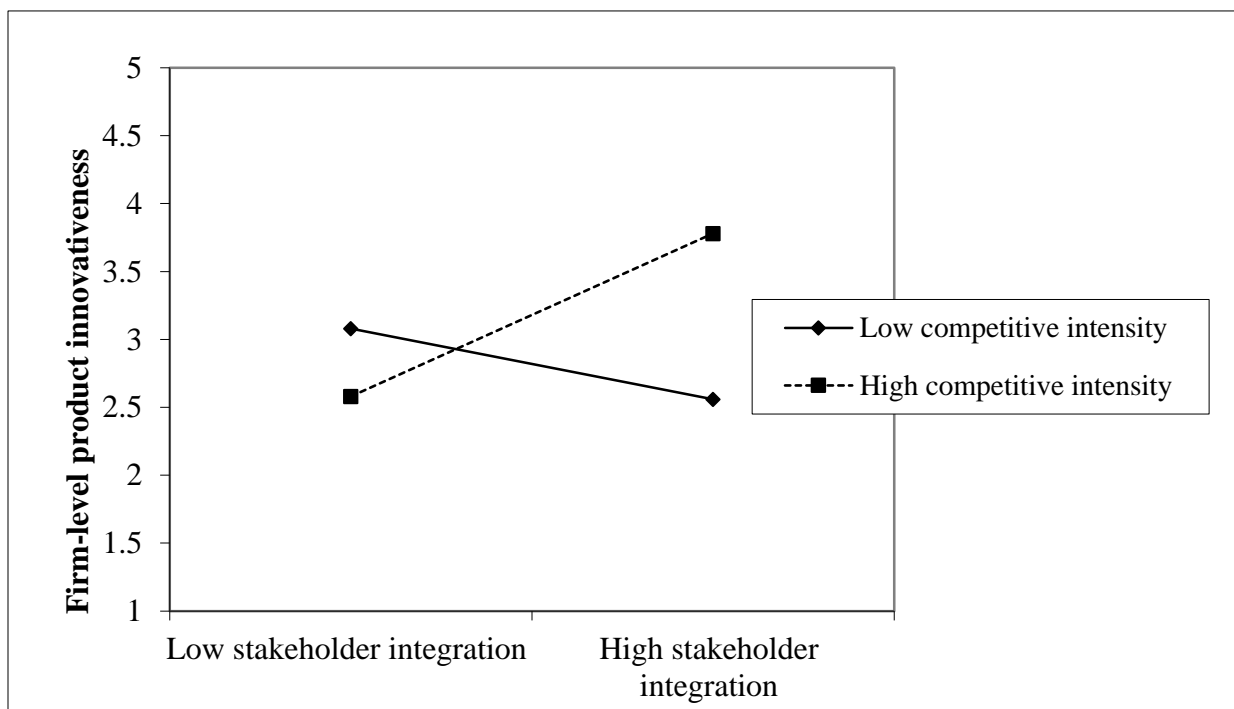 Firm-level product innovativeness
5
4.5
4
3.5
3
2.5
2
1.5
1
Low stakeholder integration
High stakeholder
integration
Low competitive intensity
High competitive intensity